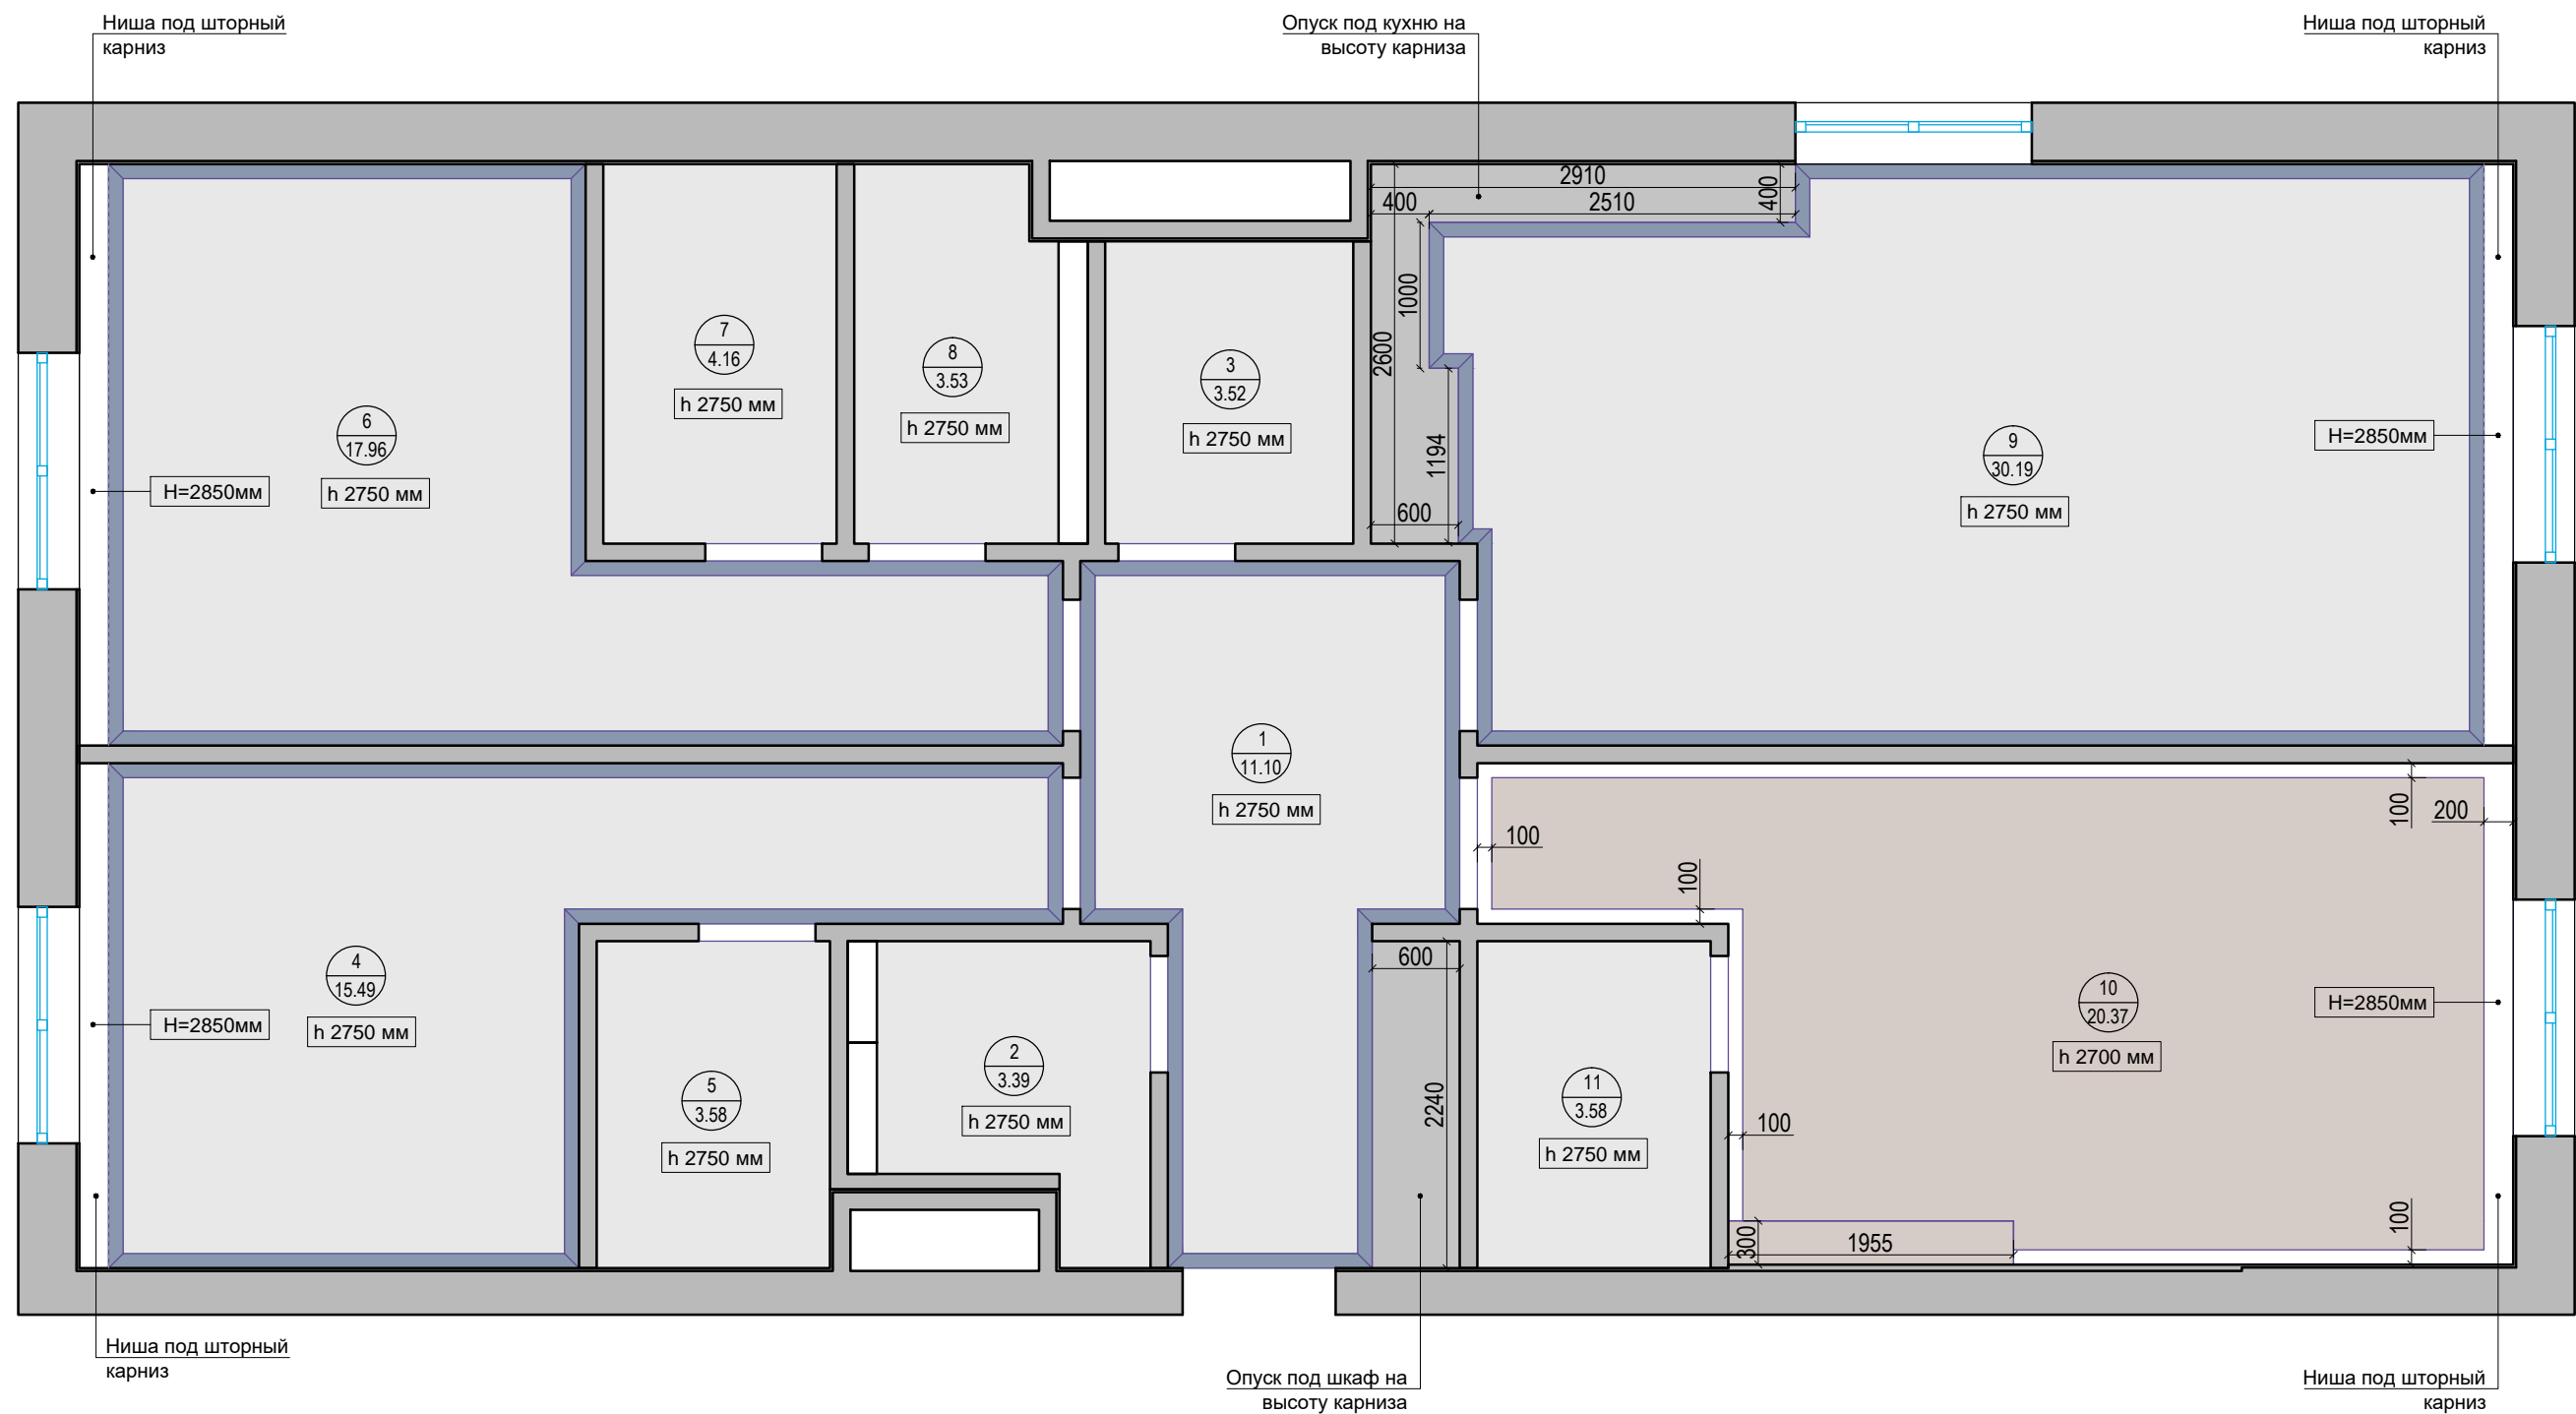 Ниша под шторный
карниз
Опуск под кухню на
высоту карниза
Ниша под шторный
карниз
2910
400
2510
400
1000
2600
1194
600
7
4.16
h 2750 мм
8
3.53
h 2750 мм
3
3.52
h 2750 мм
6
17.96
h 2750 мм
H=2850мм
9
30.19
h 2750 мм
H=2850мм
1
11.10
h 2750 мм
100
200
100
100
4
15.49
h 2750 мм
H=2850мм
5
3.58
h 2750 мм
2
3.39
h 2750 мм
600
2240
11
3.58
h 2750 мм
10
20.37
h 2700 мм
H=2850мм
100
300
1955
100
Ниша под шторный
карниз
Опуск под шкаф на
высоту карниза
Ниша под шторный
карниз